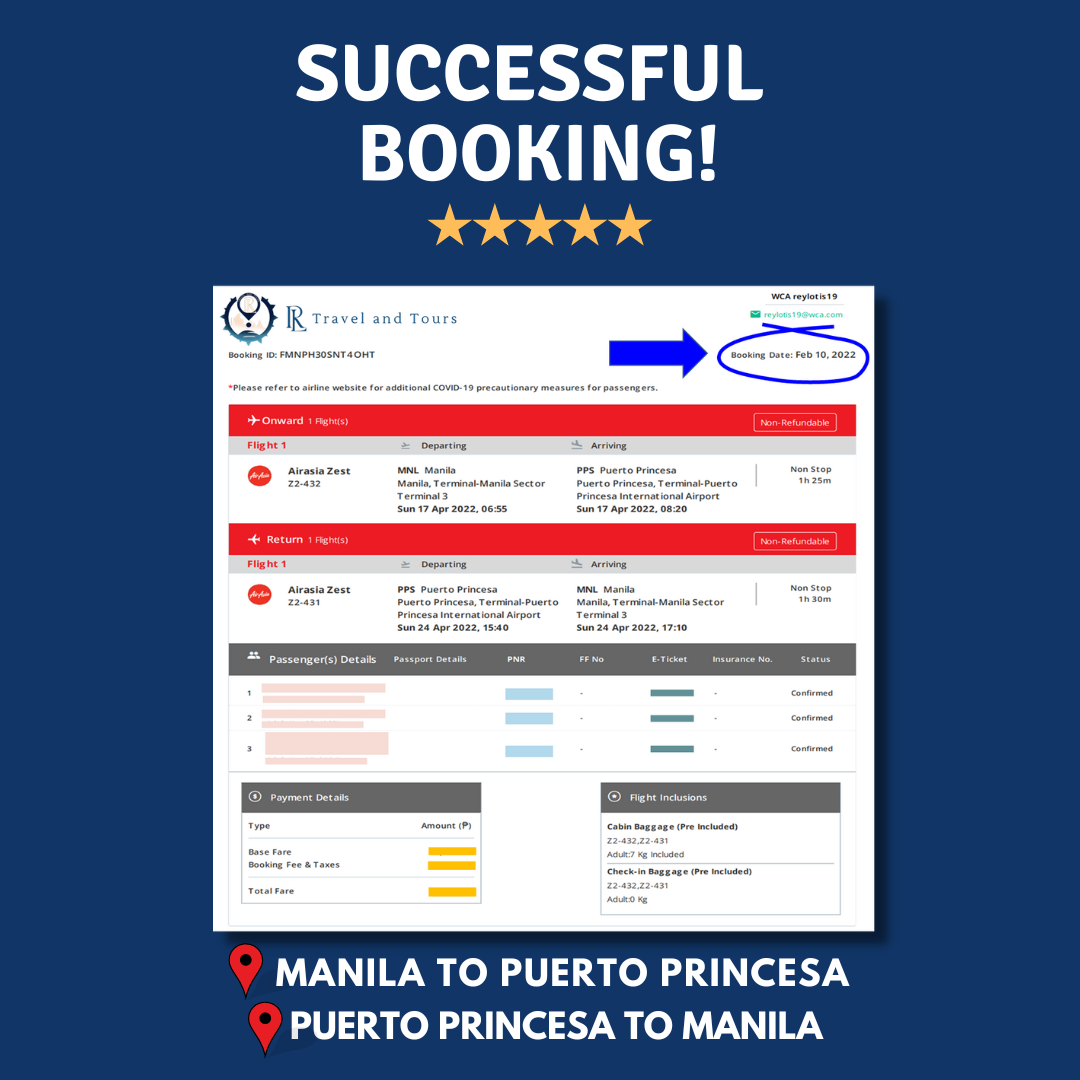 SUCCESSFUL
BOOKING!
RL Travel and Tours
WCA reylotis19
reylotis19@wca.com
Booking ID: FMNPH30SNT4OHT
Booking Date: Feb 10, 2022
*Please refer to airline website for additional COVID-19 precautionary measures for passengers.
Onward 1 Flight(s) Non-Refundable
Flight 1 Departing Arriving
AirAsia
Airasia Zest
Z2-432
MNL Manila
Manila, Terminal-Manila Sector
Terminal 3
Sun 17 Apr 2022, 06:55
PPS Puerto Princesa
Puerto Princesa, Terminal-Puerto
Princesa International Airport
Sun 17 Apr 2022, 08:20
Non Stop
1h 25m
Return 1 Flight(s) Non-Refundable
Flight 1 Departing Arriving
AirAsia
Airasia Zest
Z2-431
PPS Puerto Princesa
Puerto Princesa, Terminal-Puerto
Princesa International Airport
Sun 24 Apr 2022, 15:40
MNL Manila
Manila, Terminal-Manila Sector
Terminal 3
Sun 24 Apr 2022, 17:10
Non Stop
1h 30m
Passenger(s) Details Passport Details PNR FF No E-Ticket Insurance No. Status
1 - - Confirmed
2 - - Confirmed
3 - - Confirmed
Payment Details
Type Amount (₱)
Base Fare
Booking Fee & Taxes
Total Fare
Flight Inclusions
Cabin Baggage (Pre Included)
Z2-432,Z2-431
Adult:7 Kg Included
Check-in Baggage (Pre Included)
Z2-432,Z2-431
Adult:0 Kg
MANILA TO PUERTO PRINCESA
PUERTO PRINCESA TO MANILA